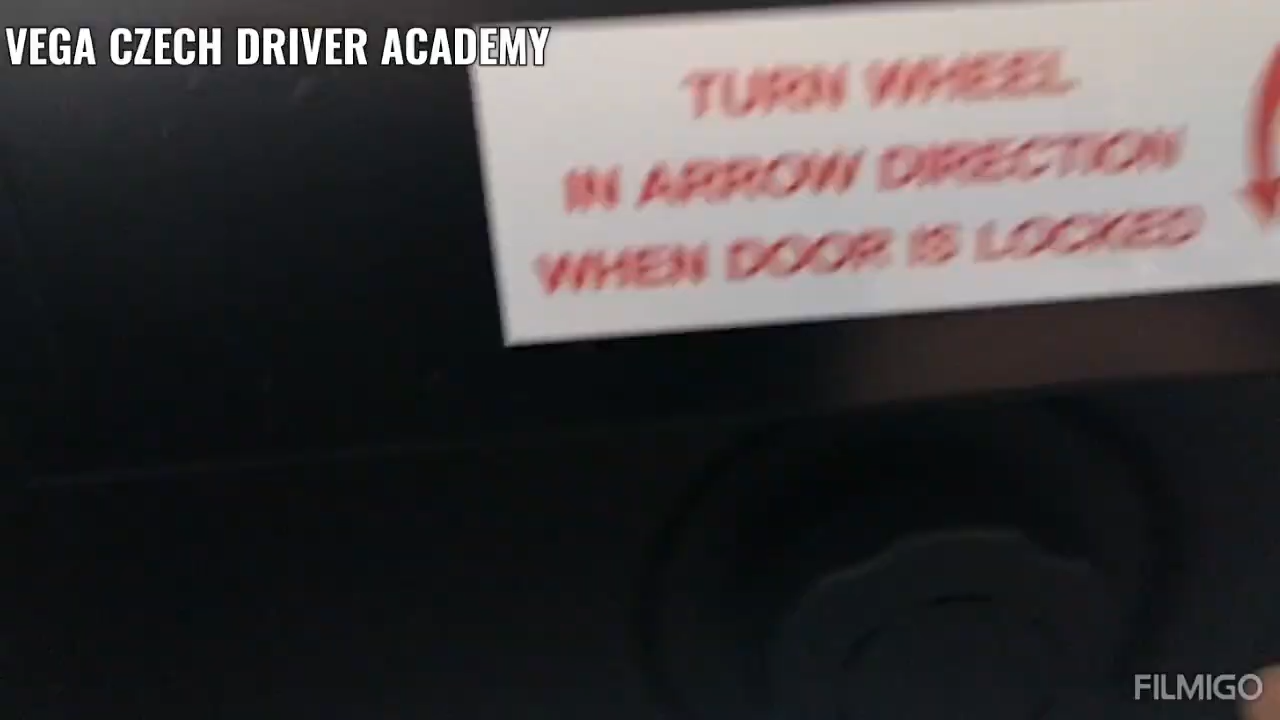 VEGA CZECH DRIVER ACADEMY
TURN WHEEL
IN ARROW DIRECTION
WHEN DOOR IS LOCKED
FILMIGO